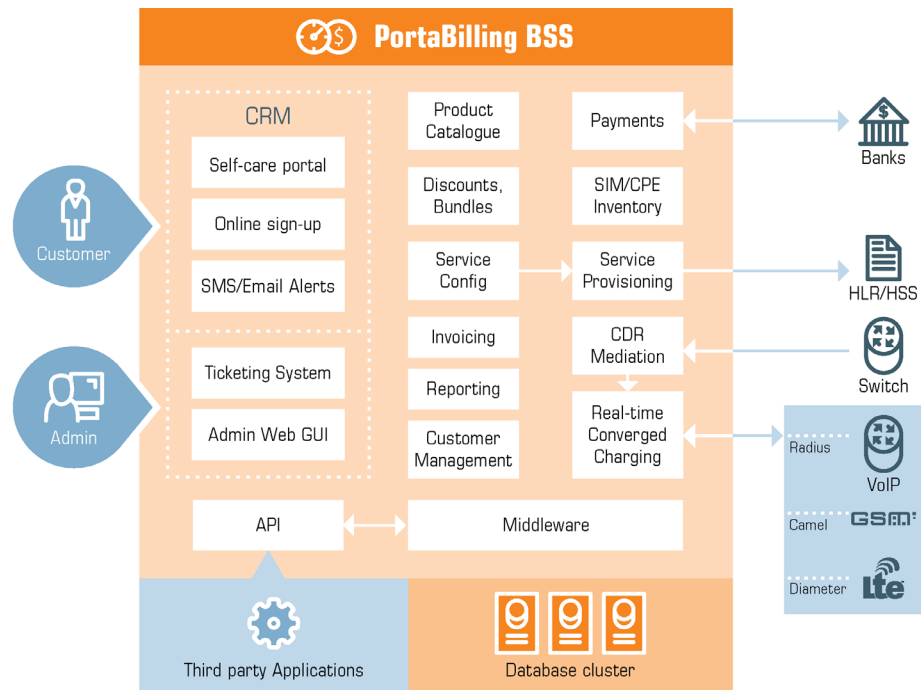 PortaBilling BSS
CRM
Self-care portal
Online sign-up
SMS/Email Alerts
Ticketing System
Admin Web GUI
Customer
Admin
Product
Catalogue
Discounts,
Bundles
Service
Config
Invoicing
Reporting
Customer
Management
Payments
SIM/CPE
Inventory
Service
Provisioning
CDR
Mediation
Real-time
Converged
Charging
API
Middleware
Third party Applications
Database cluster
$
$
Banks
HLR/HSS
Switch
Radius
VoIP
Camel
GSM
Diameter
Lte